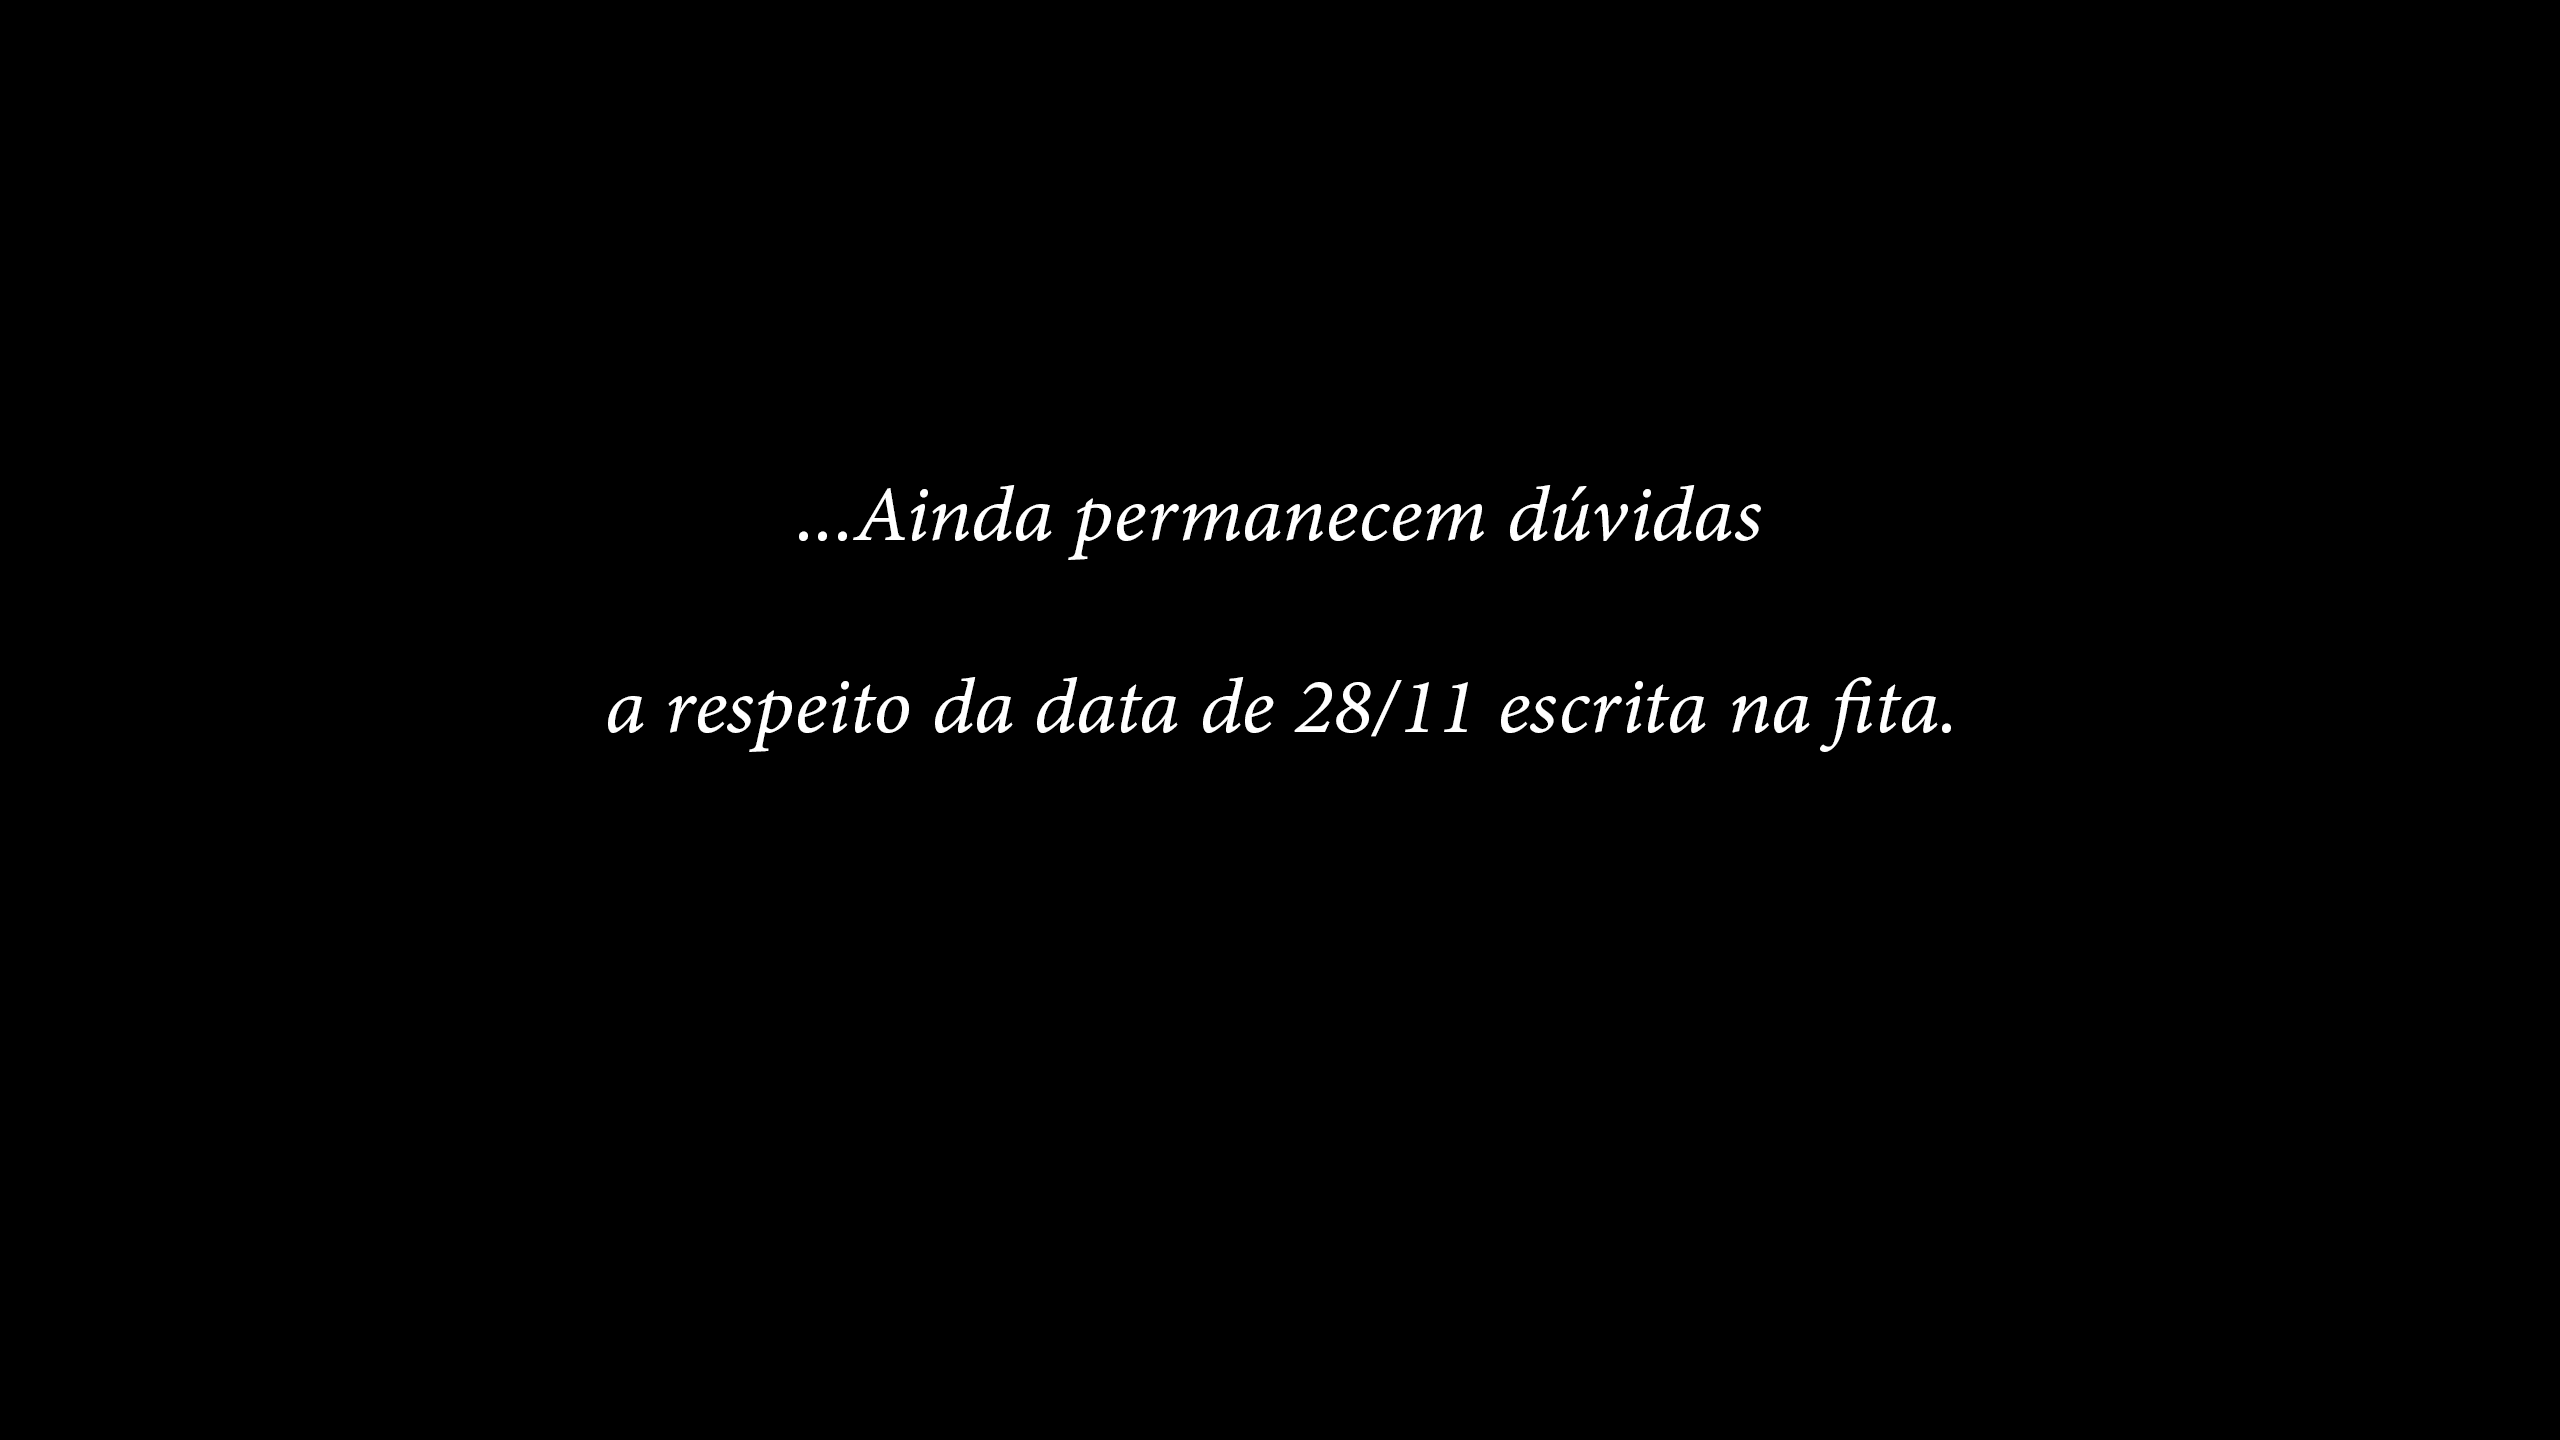 ...Ainda permanecem dúvidas
a respeito da data de 28/11 escrita na fita.